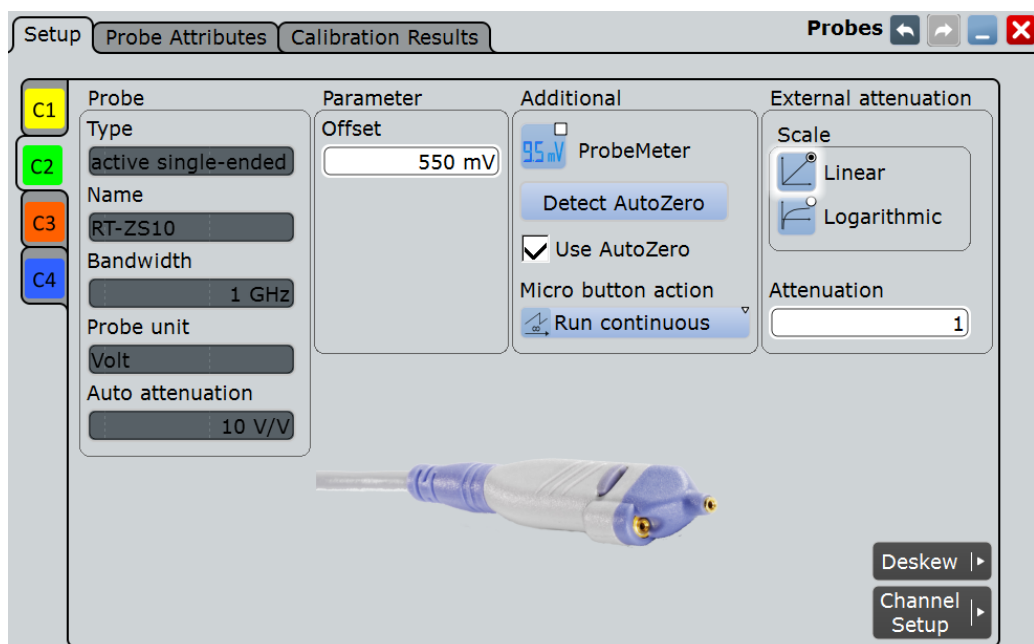 Setup
Probe Attributes
Calibration Results
Probes
C1
C2
C3
C4
Probe
Type
active single-ended
Name
RT-ZS10
Bandwidth
1 GHz
Probe unit
Volt
Auto attenuation
10 V/V
Parameter
Offset
550 mV
Additional
9.5 mV
ProbeMeter
Detect AutoZero
Use AutoZero
Micro button action
Run continuous
External attenuation
Scale
Linear
Logarithmic
Attenuation
1
Deskew
Channel
Setup